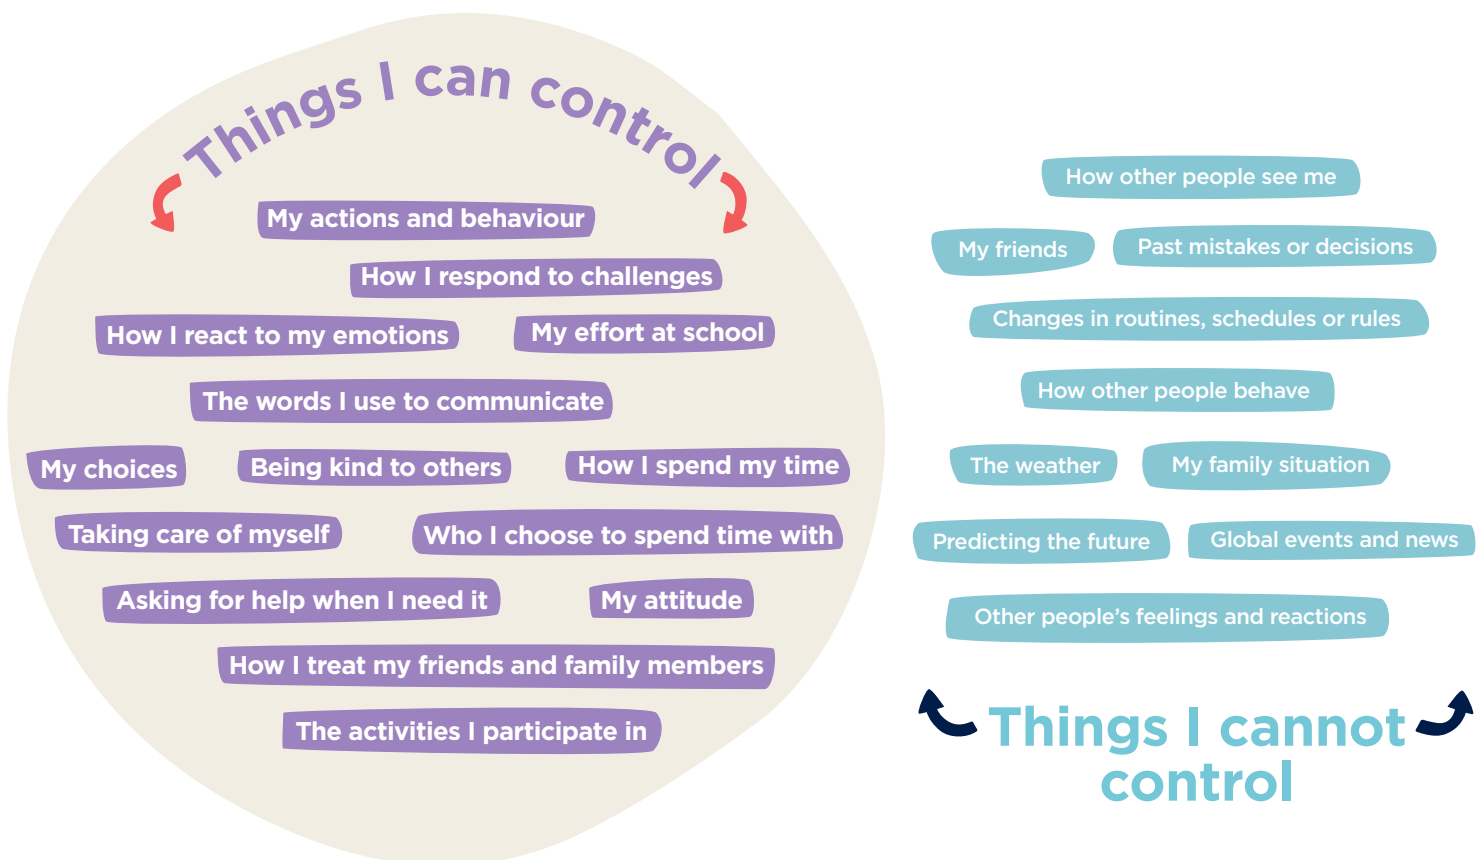 Things I can control
My actions and behaviour
How I respond to challenges
How I react to my emotions
My effort at school
The words I use to communicate
My choices
Being kind to others
How I spend my time
Taking care of myself
Who I choose to spend time with
Asking for help when I need it
My attitude
How I treat my friends and family members
The activities I participate in
How other people see me
My friends
Past mistakes or decisions
Changes in routines, schedules or rules
How other people behave
The weather
My family situation
Predicting the future
Global events and news
Other people’s feelings and reactions
Things I cannot
control